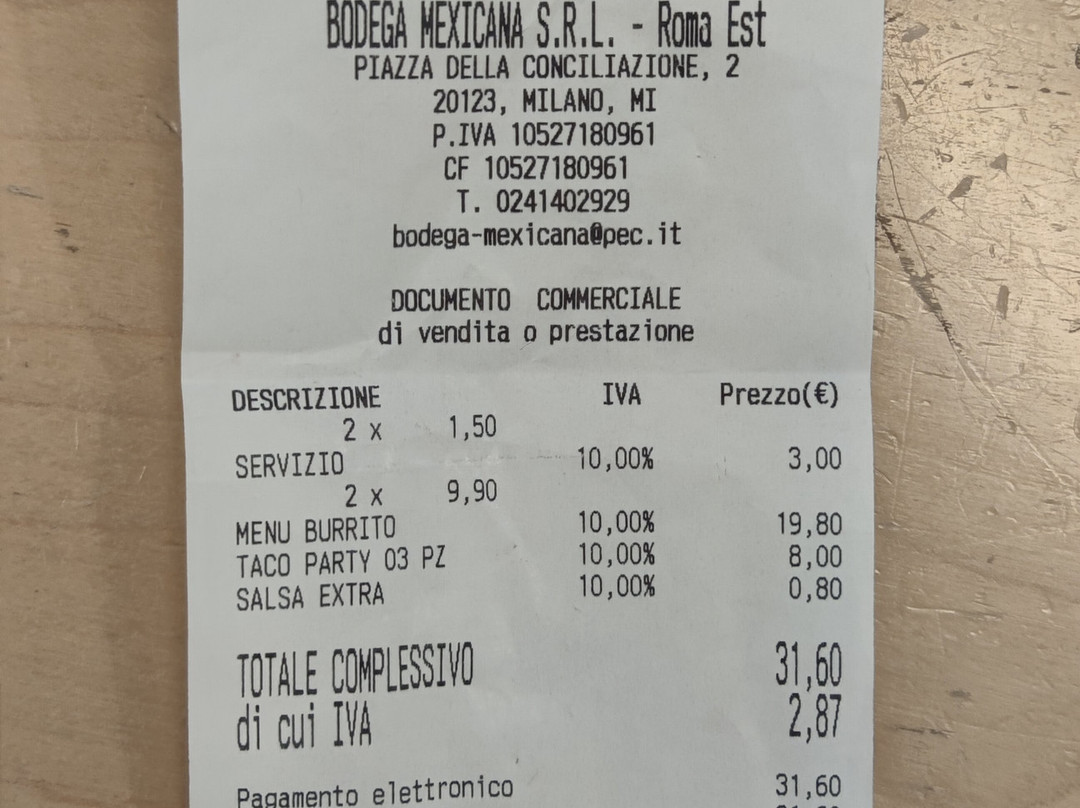 BODEGA MEXICANA S.R.L. - Roma Est
PIAZZA DELLA CONCILIAZIONE, 2
20123, MILANO, MI
P.IVA 10527180961
CF 10527180961
T. 0241402929
bodega-mexicana@pec.it
DOCUMENTO COMMERCIALE
di vendita o prestazione
DESCRIZIONE IVA Prezzo(€)
2 x 1,50
SERVIZIO 10,00% 3,00
2 x 9,90
MENU BURRITO 10,00% 19,80
TACO PARTY 03 PZ 10,00% 8,00
SALSA EXTRA 10,00% 0,80
TOTALE COMPLESSIVO 31,60
di cui IVA 2,87
Pagamento elettronico 31,60